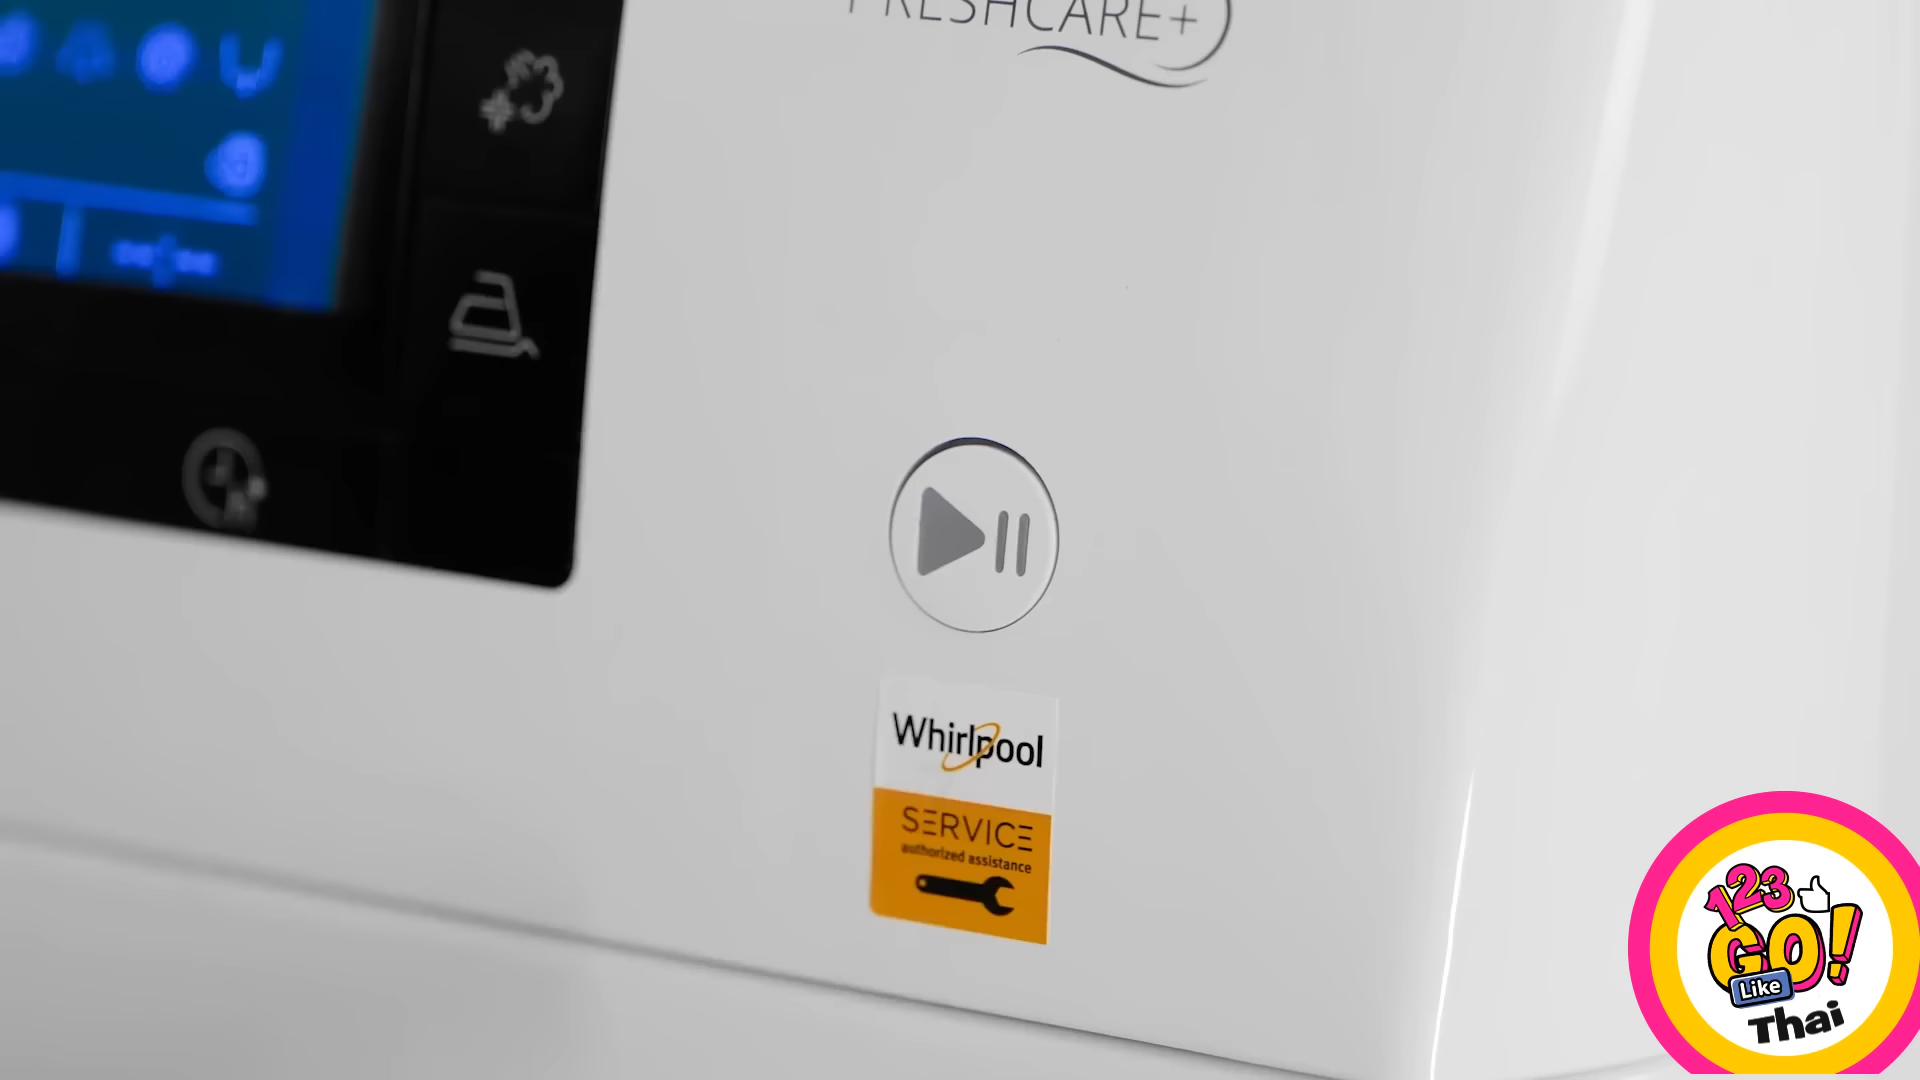 FRESHCARE+
Whirlpool
SERVICE
authorized assistance
123
GO!
Like
Thai